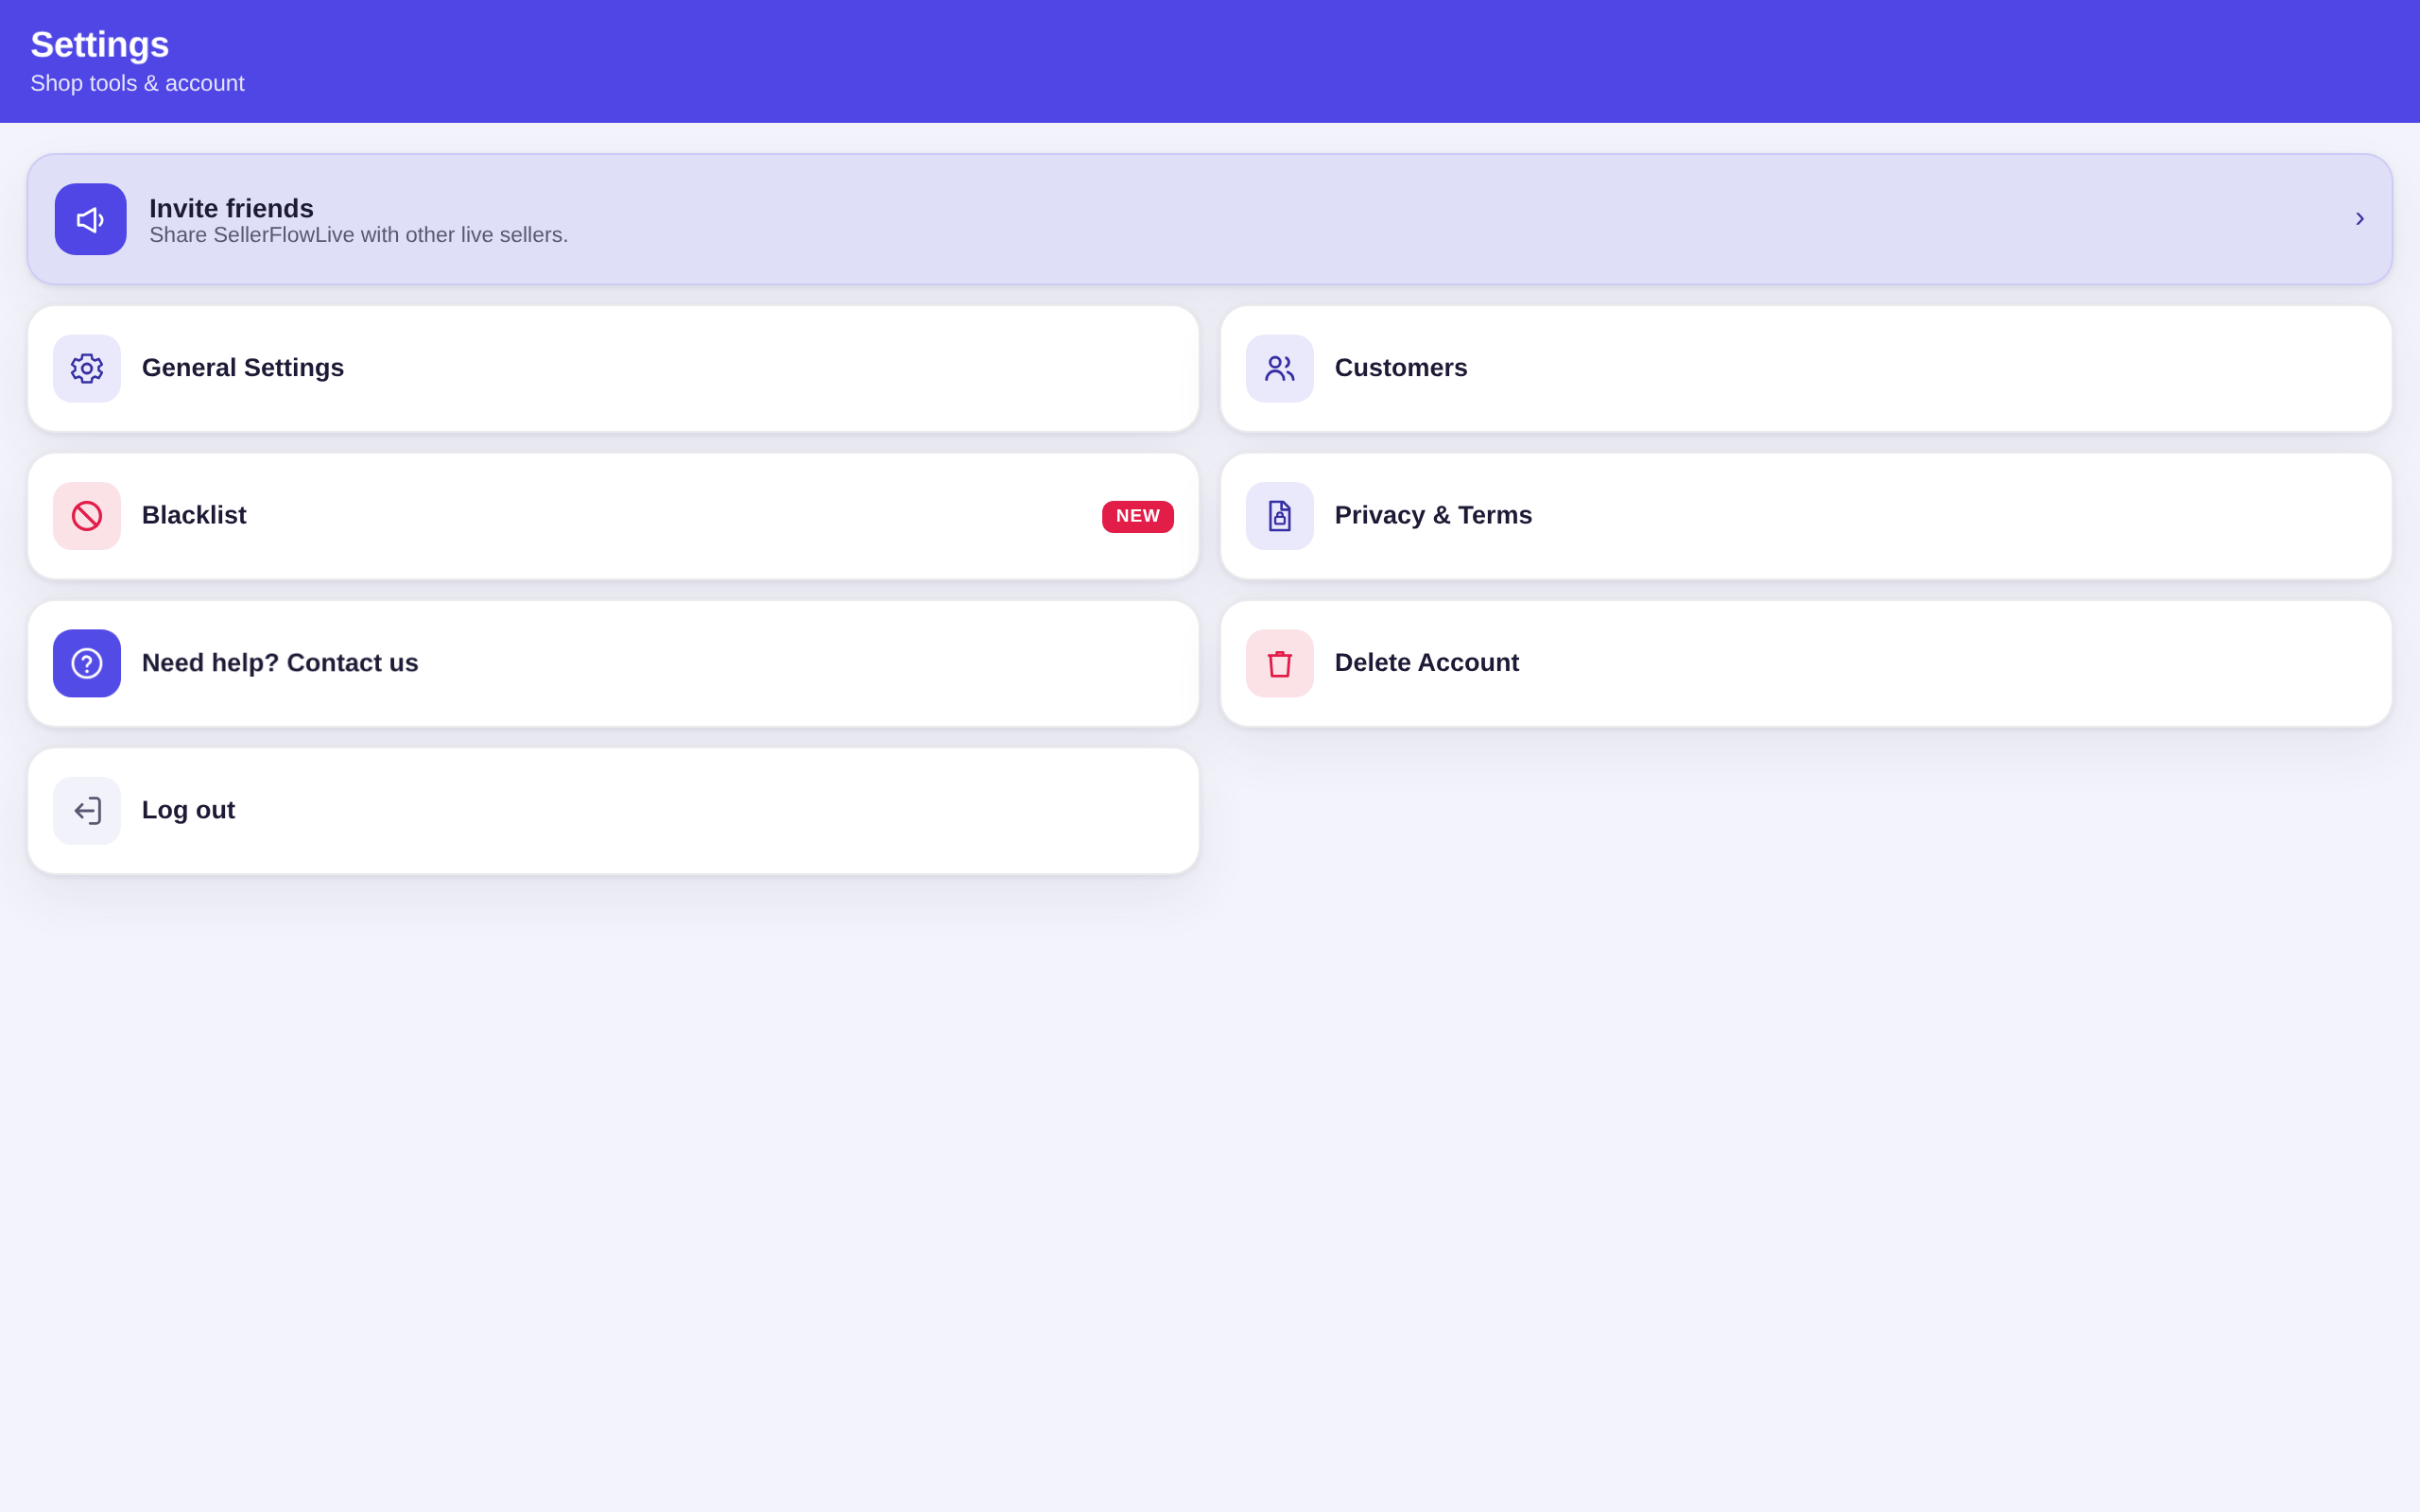 Settings
Shop tools & account
Invite friends
Share SellerFlowLive with other live sellers.
›
General Settings
Customers
Blacklist
NEW
Privacy & Terms
Need help? Contact us
Delete Account
Log out